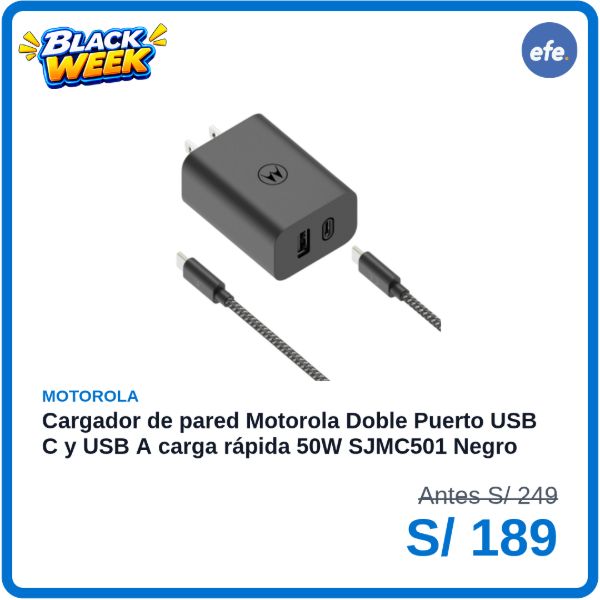 BLACK
WEEK
efe.
MOTOROLA
Cargador de pared Motorola Doble Puerto USB
C y USB A carga rápida 50W SJMC501 Negro
Antes S/ 249
S/ 189